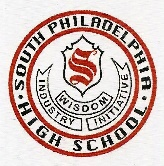 SOUTH PHILADELPHIA
S
WISDOM
INDUSTRY INITIATIVE
HIGH SCHOOL